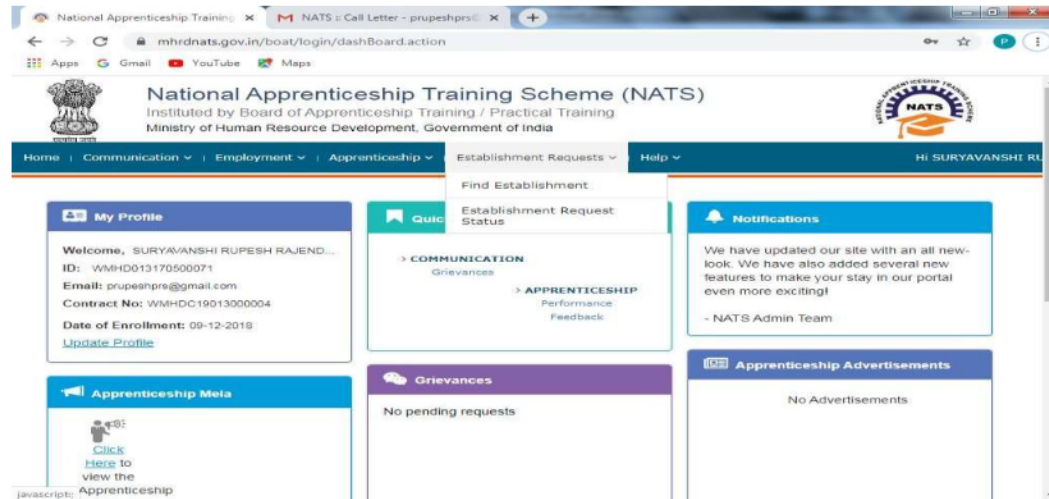 National Apprenticeship Training
NATS :: Call Letter - prupeshprs@
mhrdnats.gov.in/boat/login/dashBoard.action
P
Apps
Gmail
YouTube
Maps
National Apprenticeship Training Scheme (NATS)
Instituted by Board of Apprenticeship Training / Practical Training
Ministry of Human Resource Development, Government of India
NATS
Home | Communication | Employment | Apprenticeship | Establishment Requests | Help
Hi SURYAVANSHI RU
Find Establishment
Establishment Request
Status
My Profile
Welcome, SURYAVANSHI RUPESH RAJEND...
ID: WMHD013170500071
Email: prupeshprs@gmail.com
Contract No: WMHDC19013000004
Date of Enrollment: 09-12-2018
Update Profile
Quic
> COMMUNICATION
Grievances
> APPRENTICESHIP
Performance
Feedback
Notifications
We have updated our site with an all new-
look. We have also added several new
features to make your stay in our portal
even more exciting!
- NATS Admin Team
Apprenticeship Mela
Click
Here to
view the
Apprenticeship
Grievances
No pending requests
Apprenticeship Advertisements
No Advertisements
javascript:;